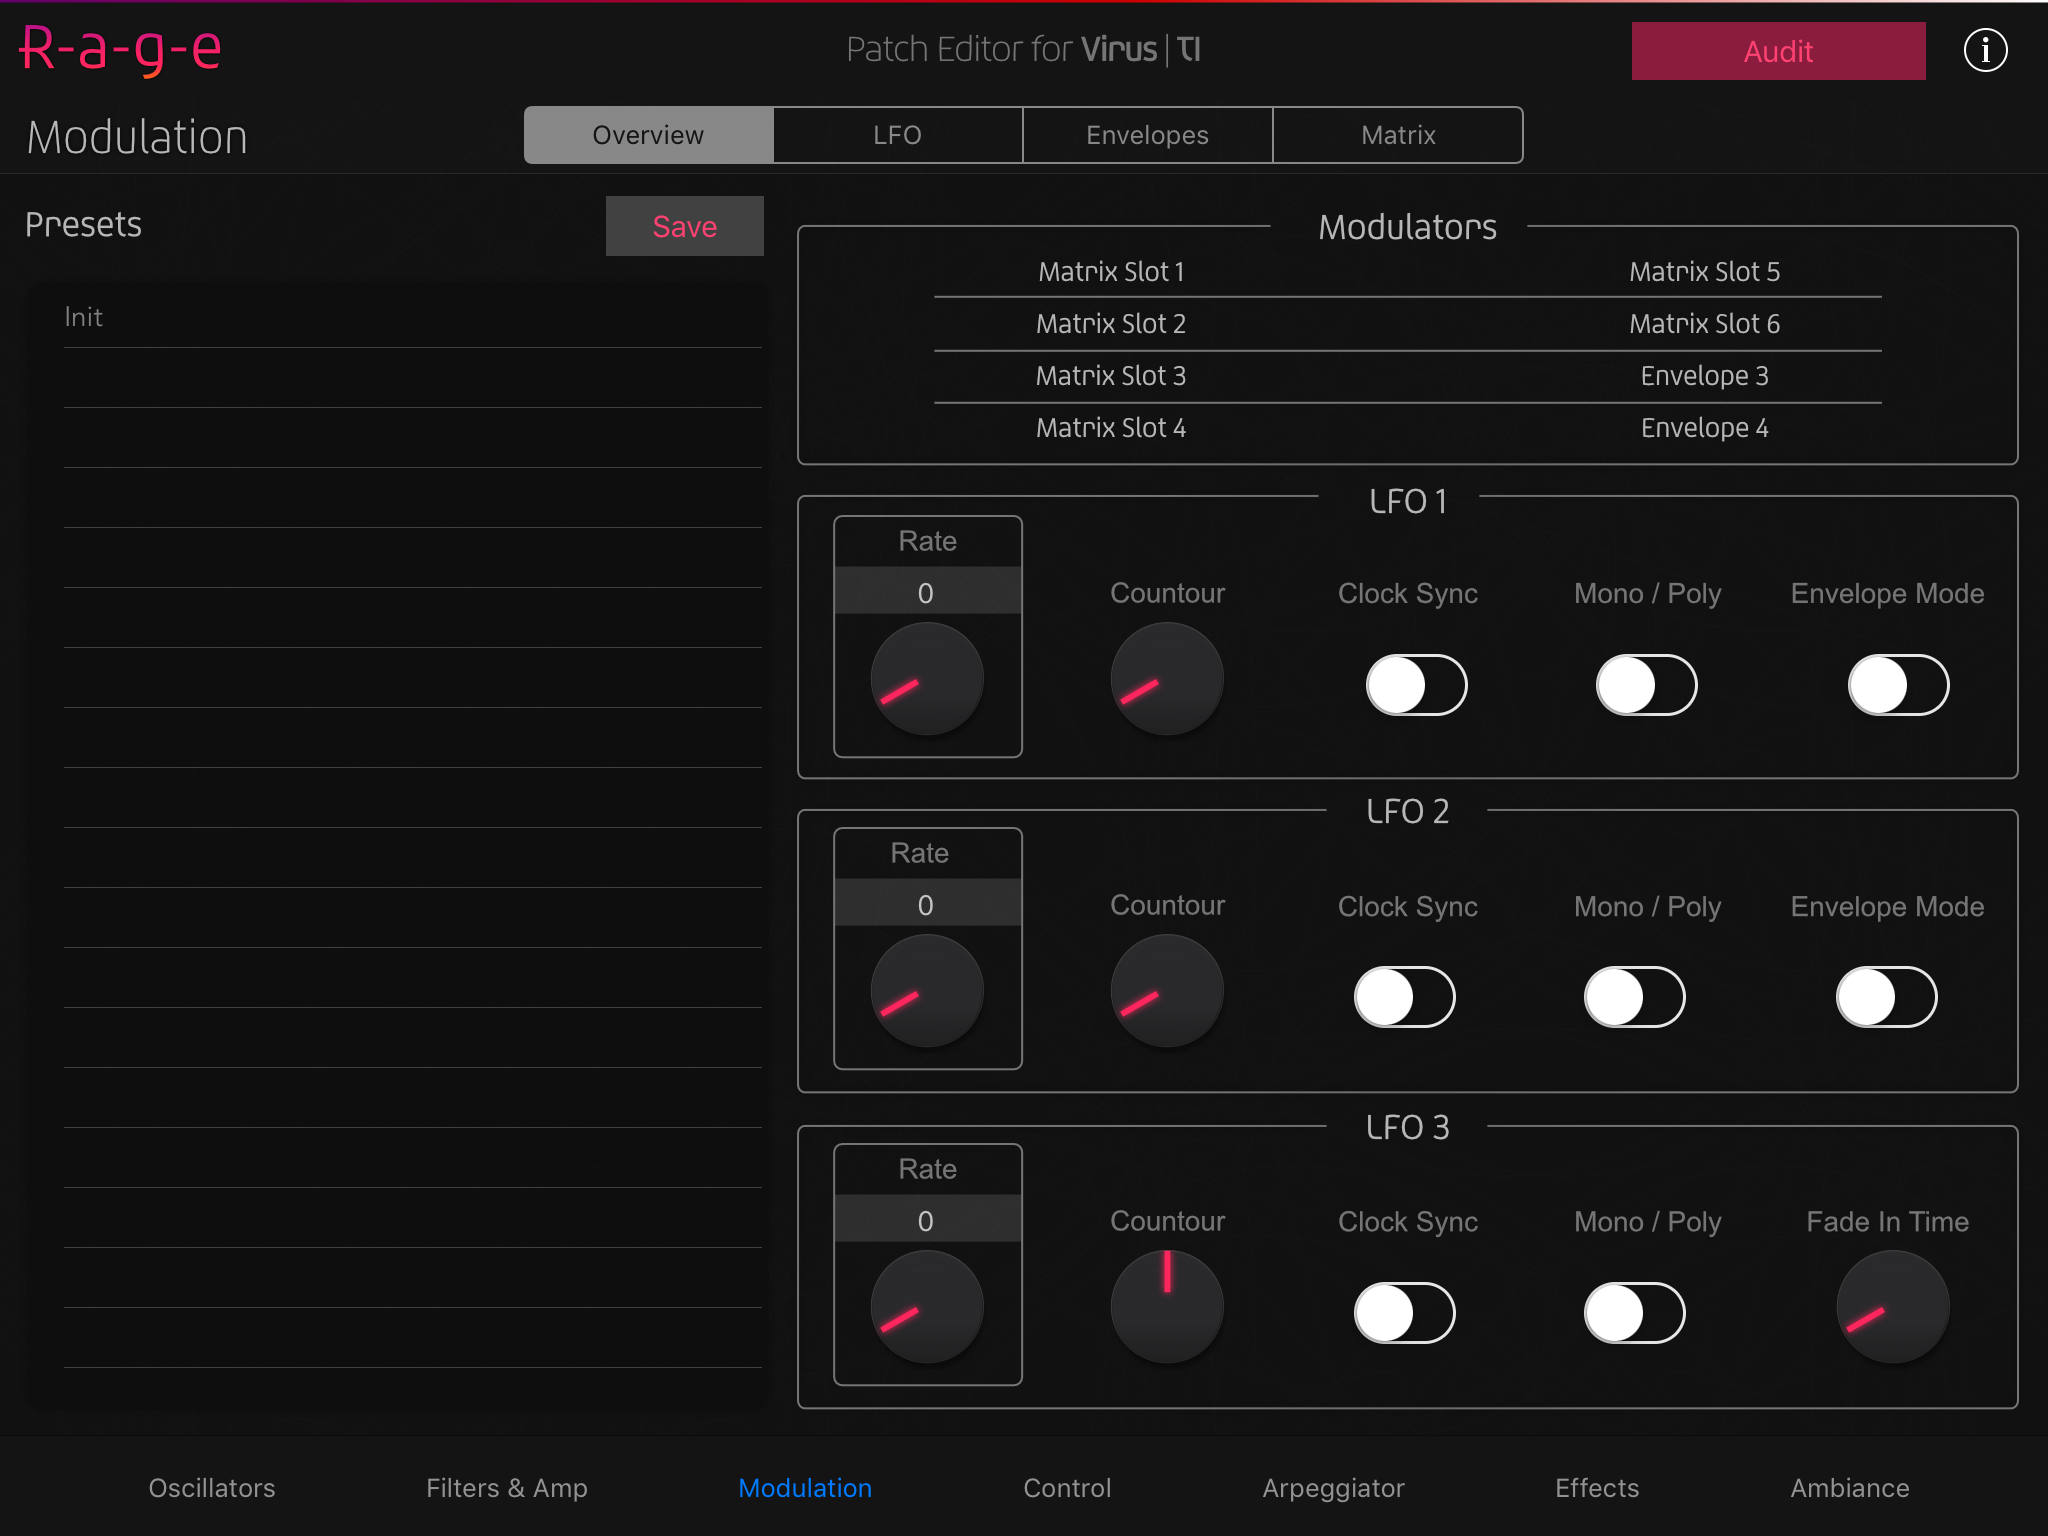 R-a-g-e
Patch Editor for Virus|TI
Audit
i
Modulation
Overview
LFO
Envelopes
Matrix
Presets
Save
Init
Modulators
Matrix Slot 1
Matrix Slot 5
Matrix Slot 2
Matrix Slot 6
Matrix Slot 3
Envelope 3
Matrix Slot 4
Envelope 4
LFO 1
Rate
0
Countour
Clock Sync
Mono / Poly
Envelope Mode
LFO 2
Rate
0
Countour
Clock Sync
Mono / Poly
Envelope Mode
LFO 3
Rate
0
Countour
Clock Sync
Mono / Poly
Fade In Time
Oscillators
Filters & Amp
Modulation
Control
Arpeggiator
Effects
Ambiance